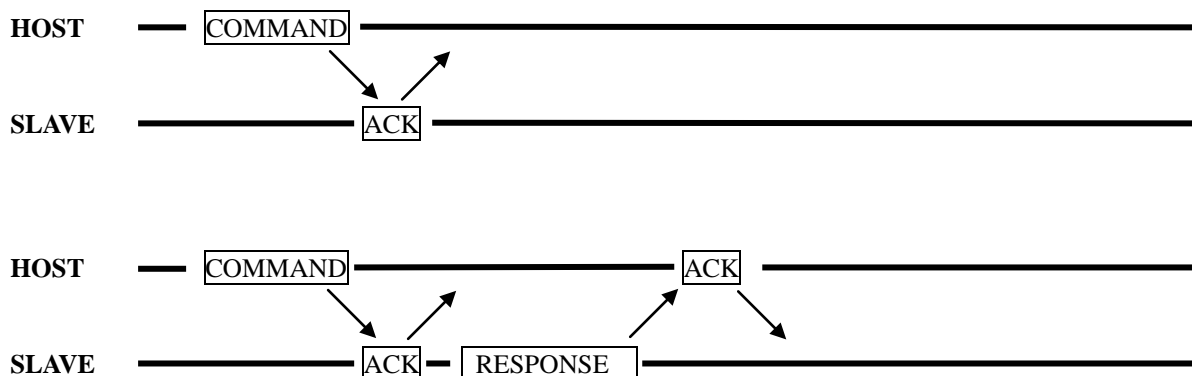 HOST COMMAND
SLAVE ACK
HOST COMMAND ACK
SLAVE ACK RESPONSE